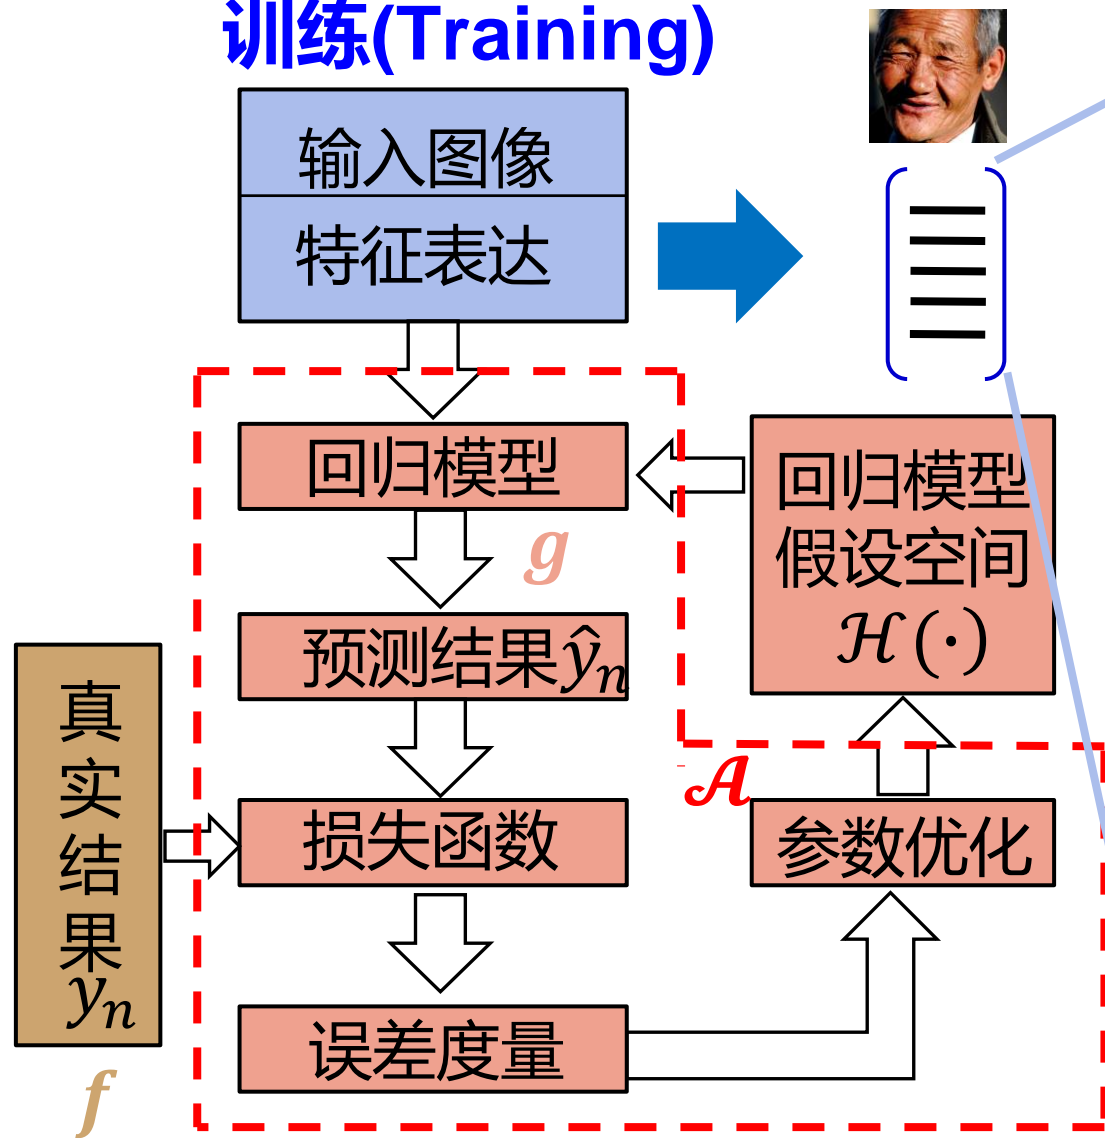 训练(Training)
输入图像
特征表达
回归模型
g
预测结果ŷₙ
损失函数
误差度量
真
实
结
果
yₙ
f
回归模型
假设空间
ℋ(·)
𝓐
参数优化